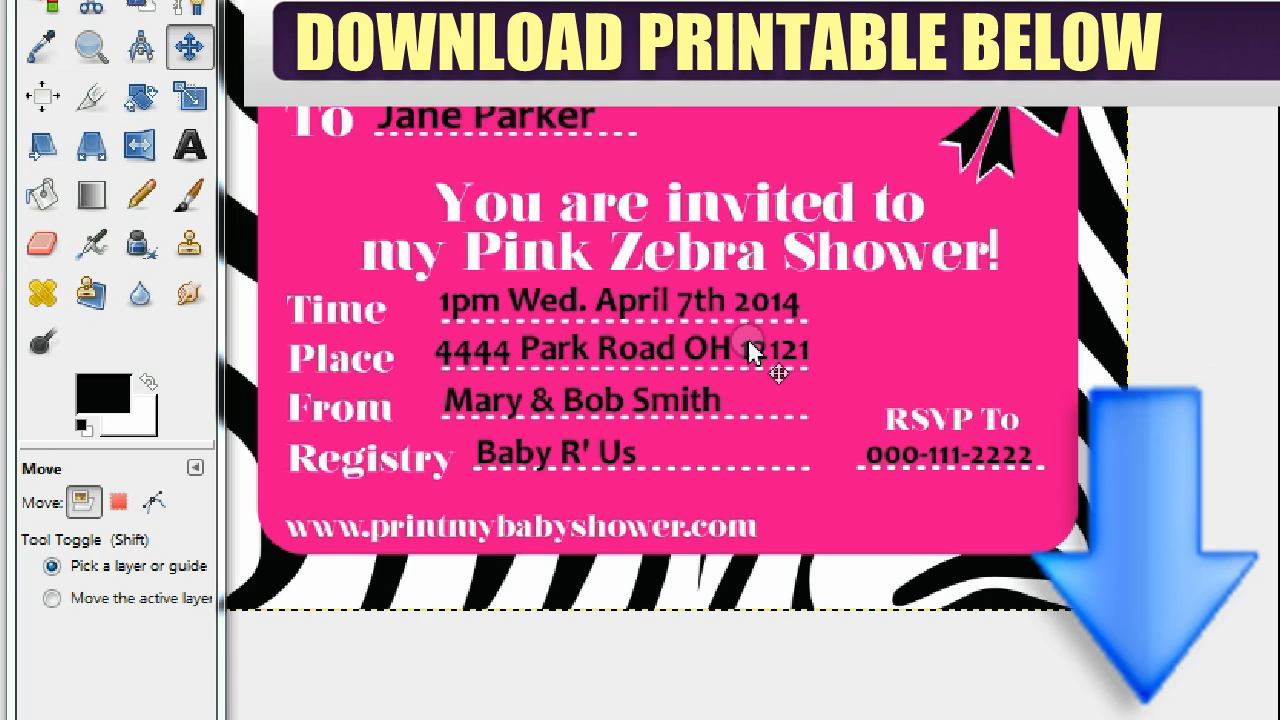 DOWNLOAD PRINTABLE BELOW
To Jane Parker
You are invited to
my Pink Zebra Shower!
Time 1pm Wed. April 7th 2014
Place 4444 Park Road OH 12121
From Mary & Bob Smith
RSVP To
Registry Baby R' Us
000-111-2222
www.printmybabyshower.com
Move
Move:
Tool Toggle (Shift)
Pick a layer or guide
Move the active layer